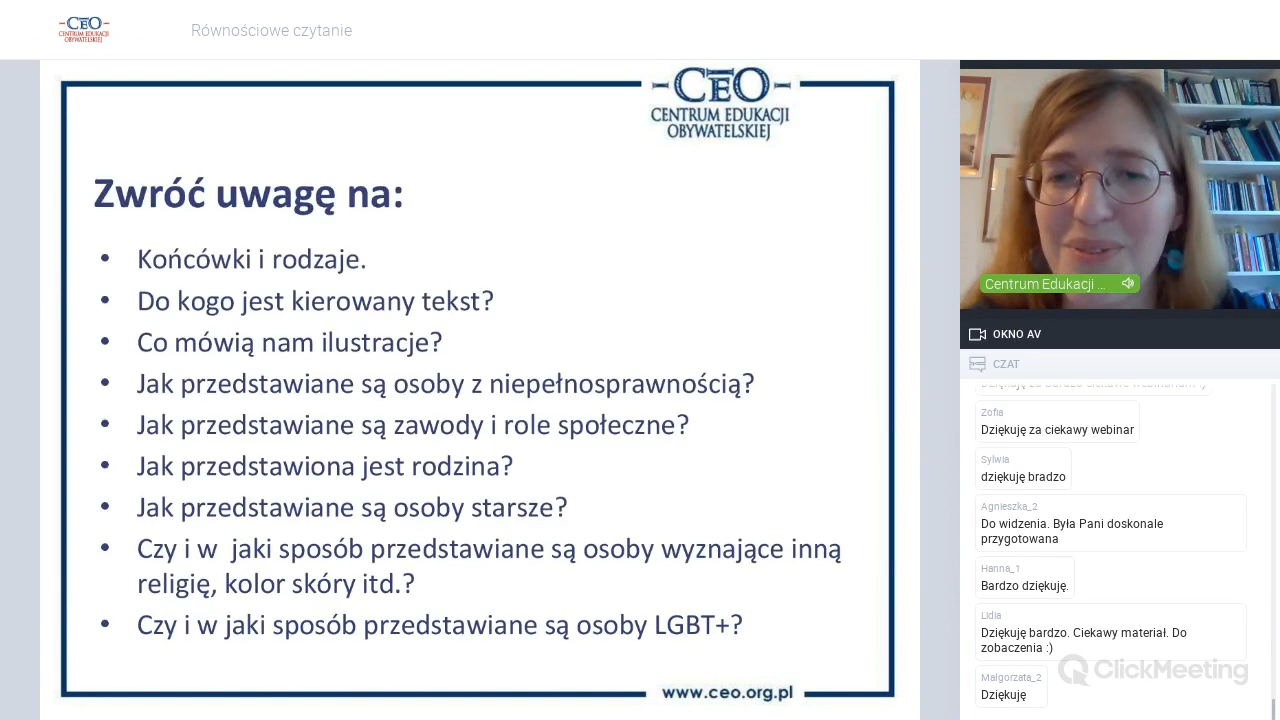 CEO
CENTRUM EDUKACJI
OBYWATELSKIEJ
Równościowe czytanie
CEO
CENTRUM EDUKACJI
OBYWATELSKIEJ
Zwróć uwagę na:
• Końcówki i rodzaje.
• Do kogo jest kierowany tekst?
• Co mówią nam ilustracje?
• Jak przedstawiane są osoby z niepełnosprawnością?
• Jak przedstawiane są zawody i role społeczne?
• Jak przedstawiona jest rodzina?
• Jak przedstawiane są osoby starsze?
• Czy i w jaki sposób przedstawiane są osoby wyznające inną
religię, kolor skóry itd.?
• Czy i w jaki sposób przedstawiane są osoby LGBT+?
www.ceo.org.pl
Centrum Edukacji ...
OKNO AV
CZAT
Zofia
Dziękuję za ciekawy webinar
Sylwia
dziękuję bradzo
Agnieszka_2
Do widzenia. Była Pani doskonale
przygotowana
Hanna_1
Bardzo dziękuję.
Lidia
Dziękuję bardzo. Ciekawy materiał. Do
zobaczenia :)
Małgorzata_2
Dziękuję
ClickMeeting